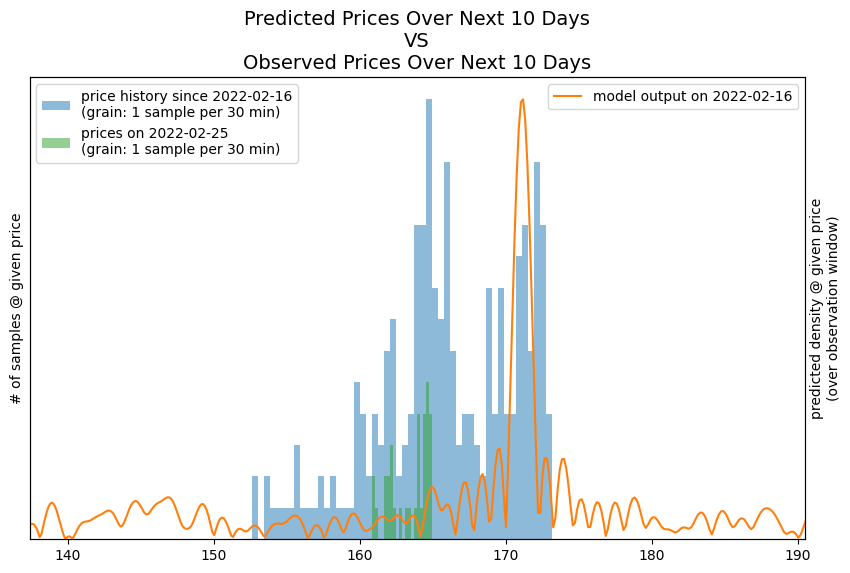 Predicted Prices Over Next 10 Days
VS
Observed Prices Over Next 10 Days
price history since 2022-02-16
(grain: 1 sample per 30 min)
prices on 2022-02-25
(grain: 1 sample per 30 min)
model output on 2022-02-16
# of samples @ given price
predicted density @ given price
(over observation window)
140 150 160 170 180 190